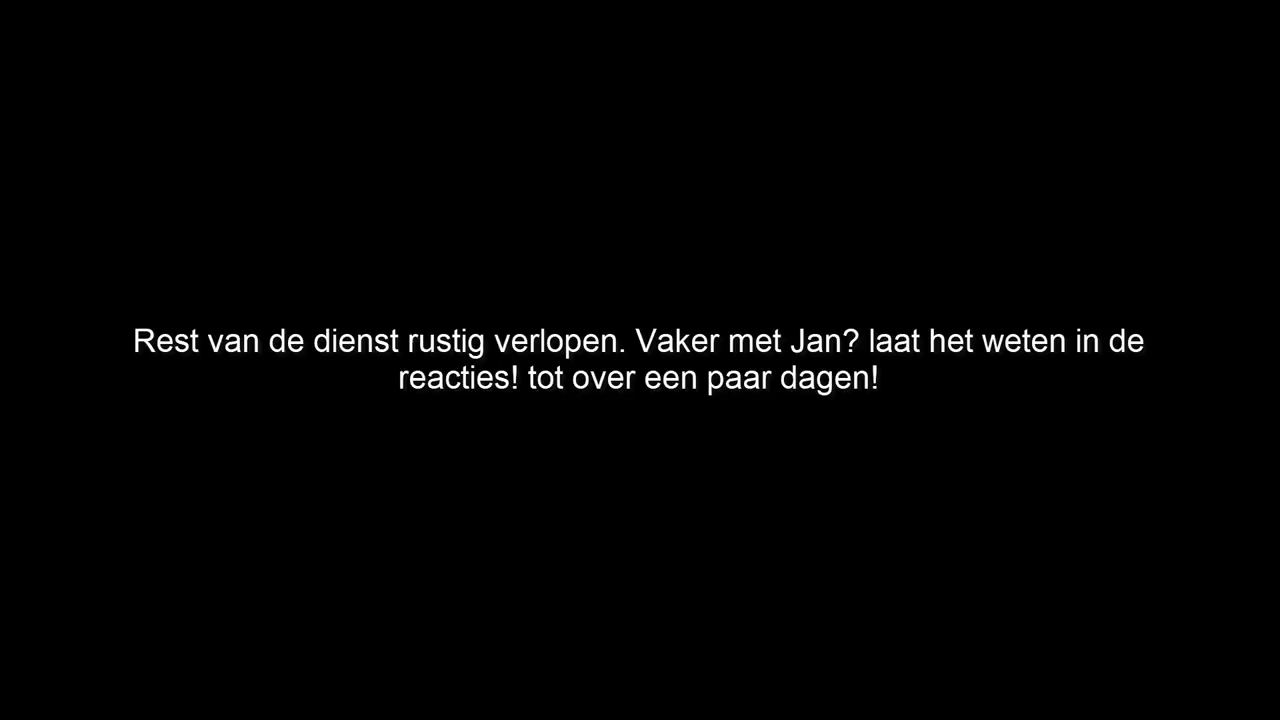 Rest van de dienst rustig verlopen. Vaker met Jan? laat het weten in de
reacties! tot over een paar dagen!